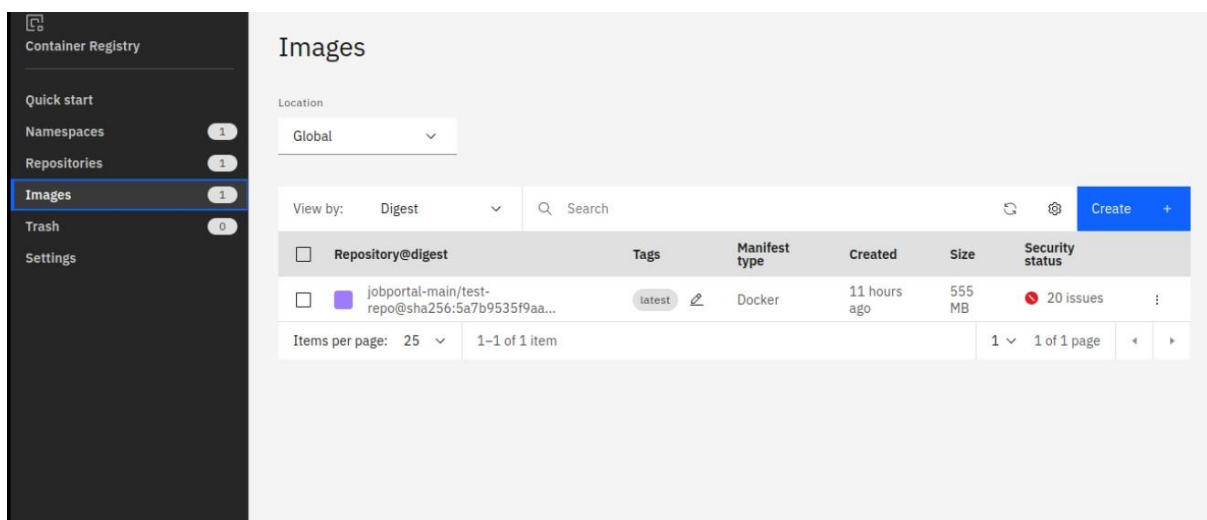 Container Registry
Quick start
Namespaces 1
Repositories 1
Images 1
Trash 0
Settings
Images
Location
Global
View by: Digest Search Create +
Repository@digest Tags Manifest type Created Size Security status
jobportal-main/test-
repo@sha256:5a7b9535f9aa... latest Docker 11 hours ago 555 MB 20 issues
Items per page: 25 1–1 of 1 item 1 1 of 1 page